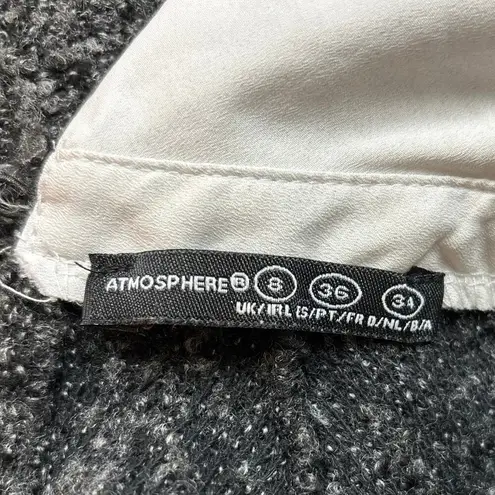 ATMOSPHERE® 8 36 34
UK/IRL ES/PT/FR D/NL/B/A